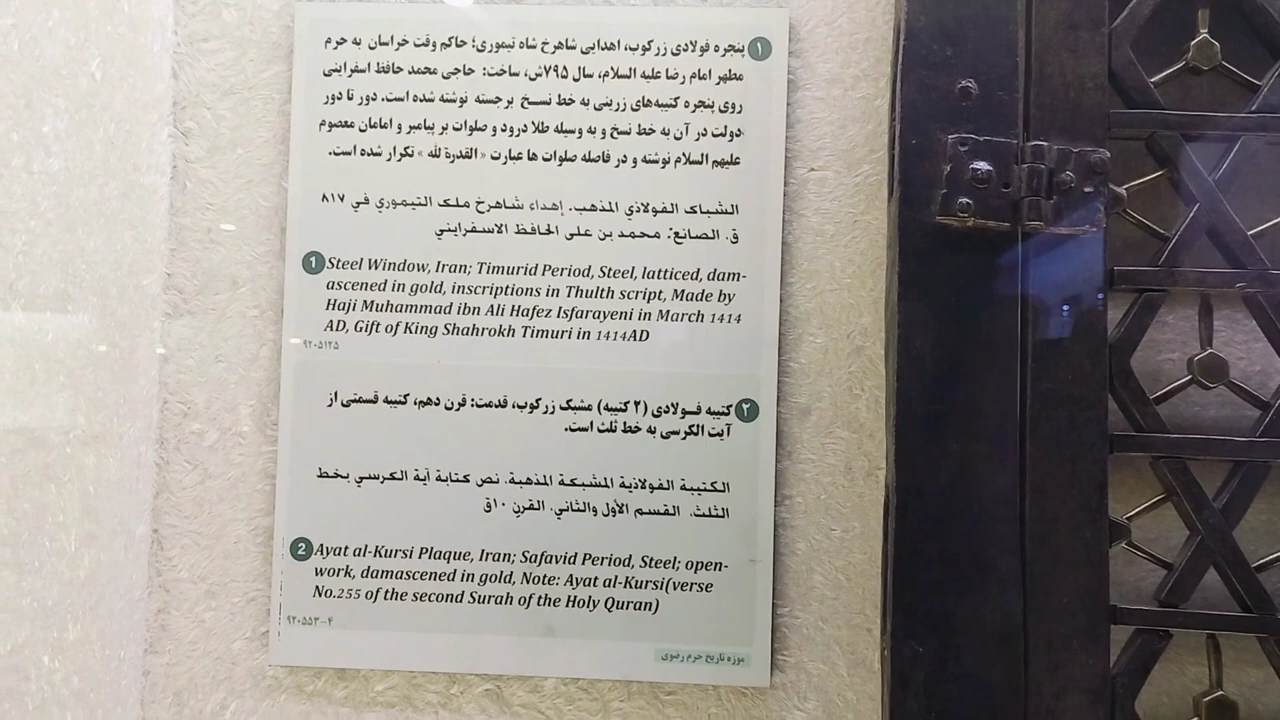 ۱ پنجره فولادی زرکوب، اهدایی شاهرخ شاه تیموری؛ حاکم وقت خراسان به حرم
مطهر امام رضا علیه السلام، سال ۷۹۵ش، ساخت: حاجی محمد حافظ اسفراینی
روی پنجره کتیبه‌های زرینی به خط نسخ برجسته نوشته شده است. دور تا دور
دولت در آن به خط نسخ و به وسیله طلا درود و صلوات بر پیامبر و امامان معصوم
علیهم السلام نوشته و در فاصله صلوات ها عبارت « القدرة لله » تکرار شده است.
الشباک الفولاذي المذهب. إهداء شاهرخ ملک التیموري في ۸۱۷
ق. الصانع: محمد بن علی الحافظ الاسفرایني
1 Steel Window, Iran; Timurid Period, Steel, latticed, dam-
ascened in gold, inscriptions in Thulth script, Made by
Haji Muhammad ibn Ali Hafez Isfarayeni in March 1414
AD, Gift of King Shahrokh Timuri in 1414AD
۹۲۰۵۱۲۵
۲ کتیبه فـولادی (۲ کتیبه) مشبک زرکوب، قدمت: قرن دهم، کتیبه قسمتی از
آیت الکرسی به خط ثلث است.
الکتیبة الفولاذیة المشبکة المذهبة. نص کتابة آیة الکرسي بخط
الثلث. القسم الأول والثاني. القرن ۱۰ق
2 Ayat al-Kursi Plaque, Iran; Safavid Period, Steel; open-
work, damascened in gold, Note: Ayat al-Kursi(verse
No.255 of the second Surah of the Holy Quran)
۹۲۰۵۵۳-۴
موزه تاریخ حرم رضوی